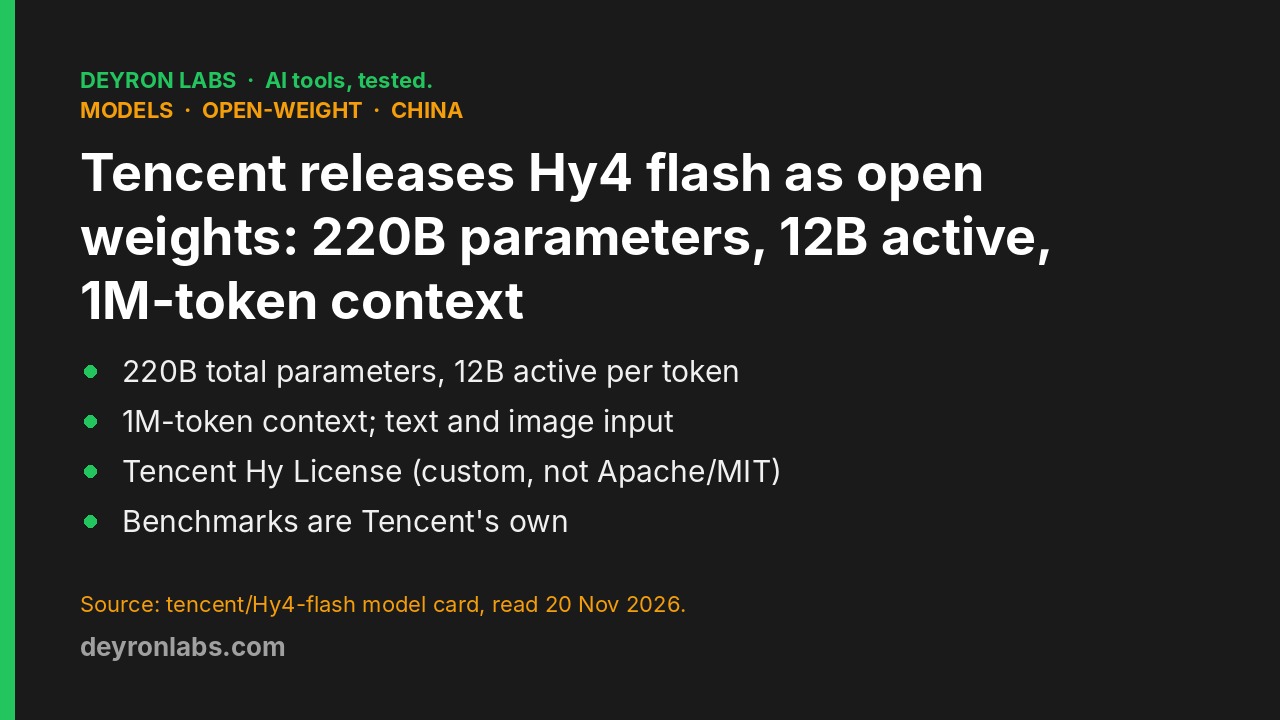 DEYRON LABS · AI tools, tested.
MODELS · OPEN-WEIGHT · CHINA
Tencent releases Hy4 flash as open
weights: 220B parameters, 12B active,
1M-token context
220B total parameters, 12B active per token
1M-token context; text and image input
Tencent Hy License (custom, not Apache/MIT)
Benchmarks are Tencent's own
Source: tencent/Hy4-flash model card, read 20 Nov 2026.
deyronlabs.com